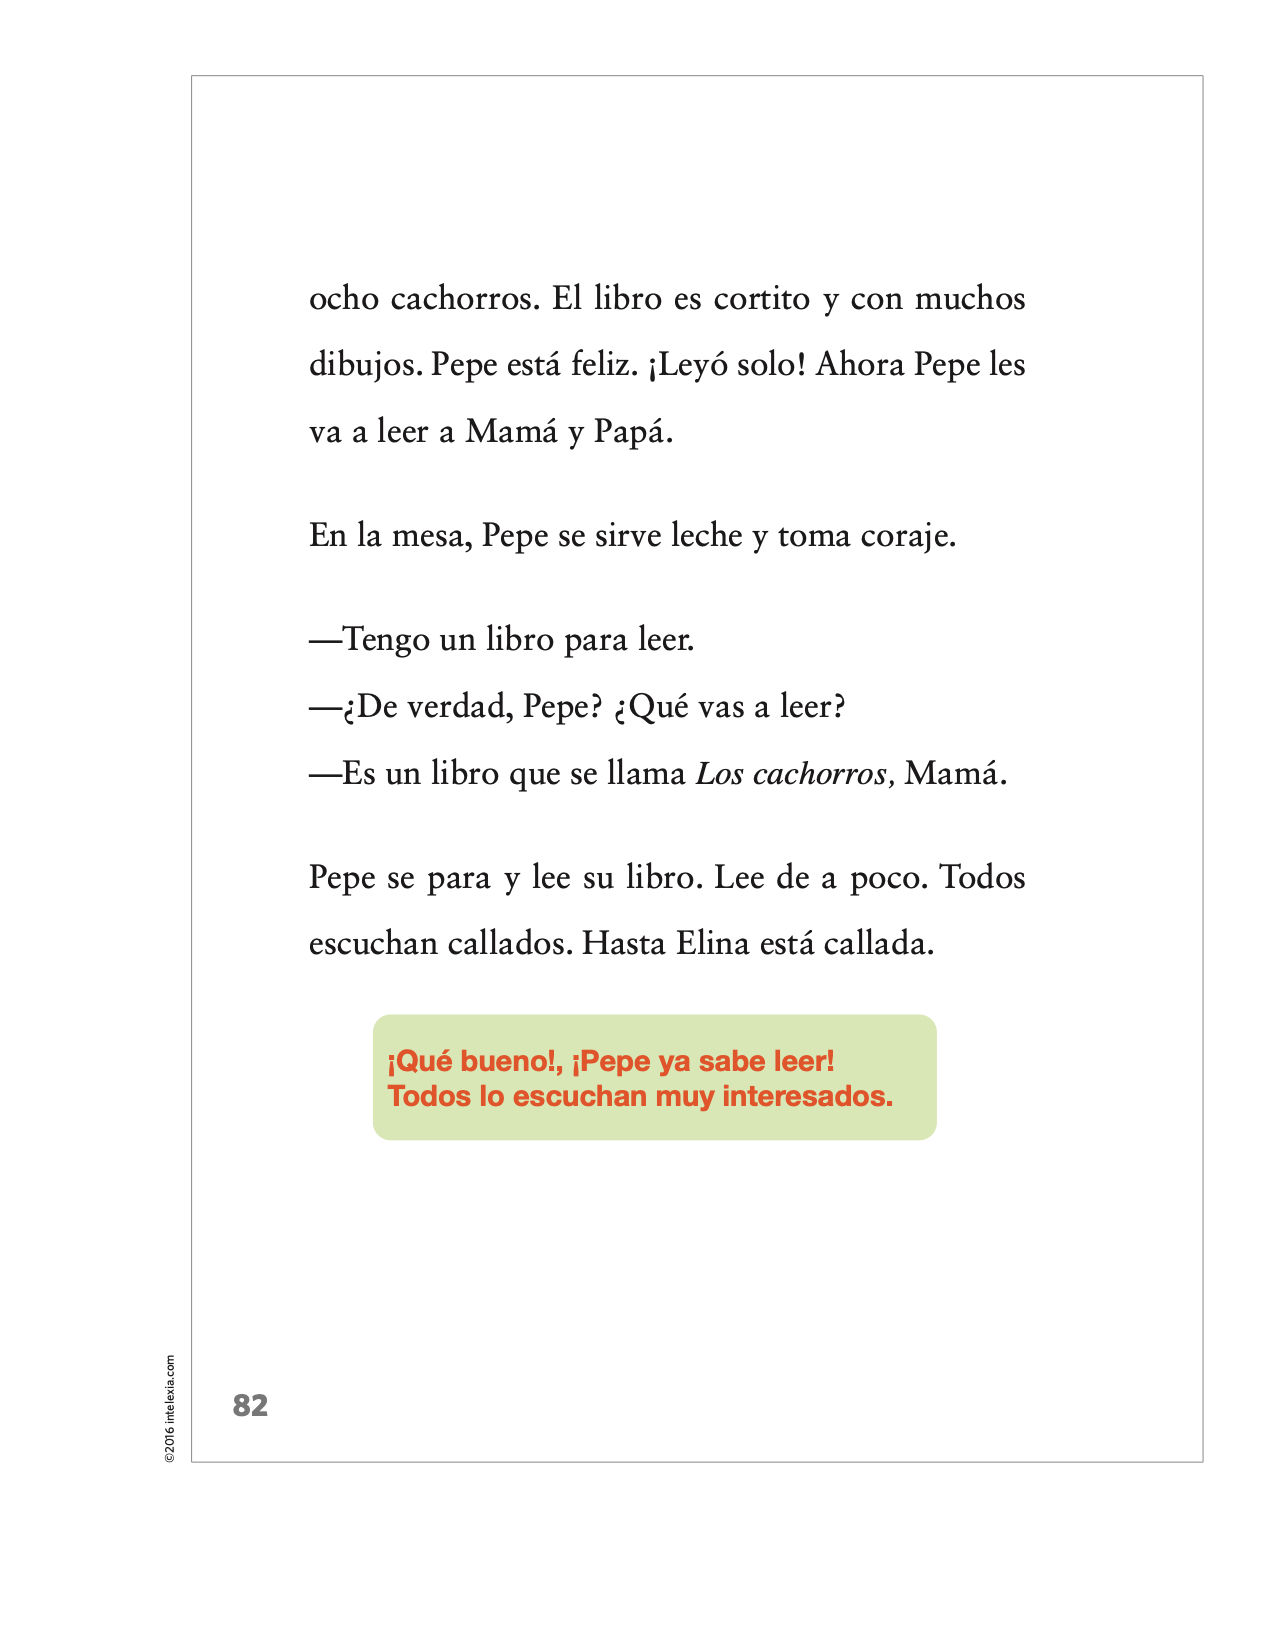 ocho cachorros. El libro es cortito y con muchos
dibujos. Pepe está feliz. ¡Leyó solo! Ahora Pepe les
va a leer a Mamá y Papá.
En la mesa, Pepe se sirve leche y toma coraje.
—Tengo un libro para leer.
—¿De verdad, Pepe? ¿Qué vas a leer?
—Es un libro que se llama Los cachorros, Mamá.
Pepe se para y lee su libro. Lee de a poco. Todos
escuchan callados. Hasta Elina está callada.
¡Qué bueno!, ¡Pepe ya sabe leer!
Todos lo escuchan muy interesados.
82
©2016 intelexia.com